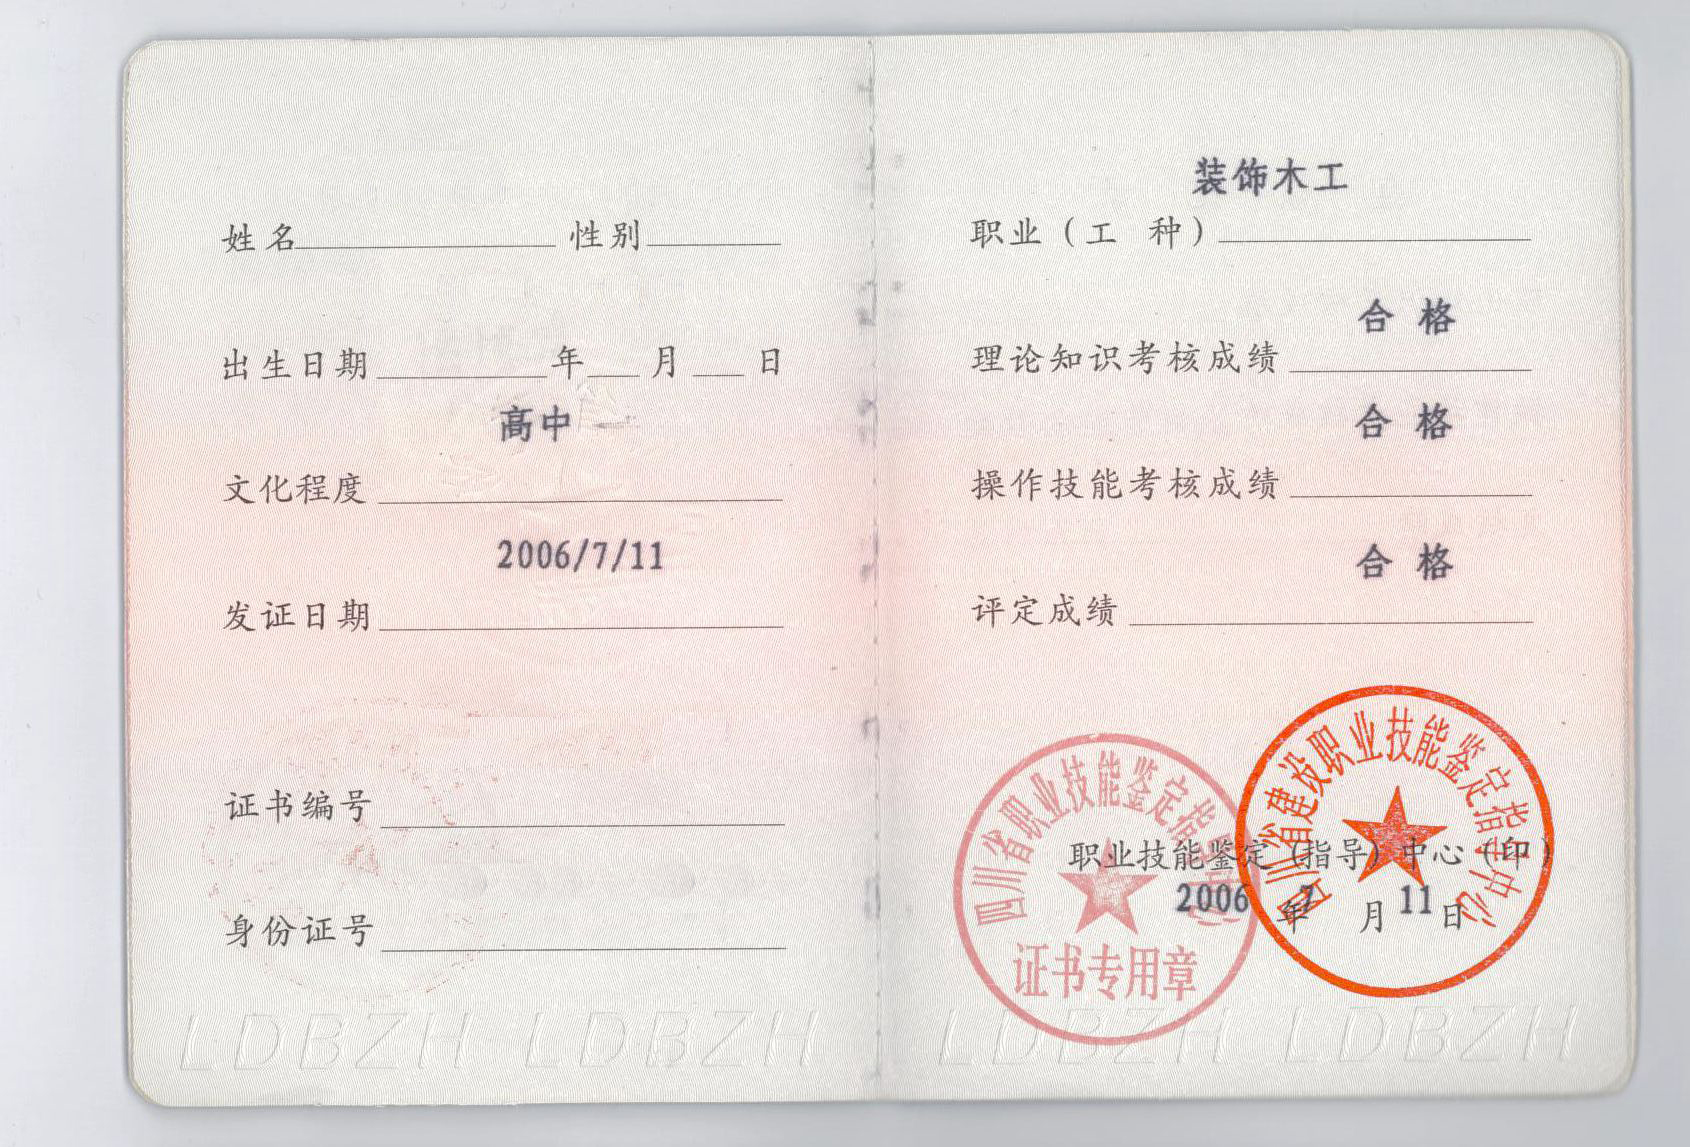 姓名 性别
出生日期 年 月 日
高中
文化程度
2006/7/11
发证日期
证书编号
身份证号
LDBZH LDBZH
装饰木工
职业（工 种）
合 格
理论知识考核成绩
合 格
操作技能考核成绩
合 格
评定成绩
四川省职业技能鉴定指导中心
证书专用章
四川省建设职业技能鉴定指导中心
职业技能鉴定（指导）中心（印）
2006 年 7 月 11 日
LDBZH LDBZH